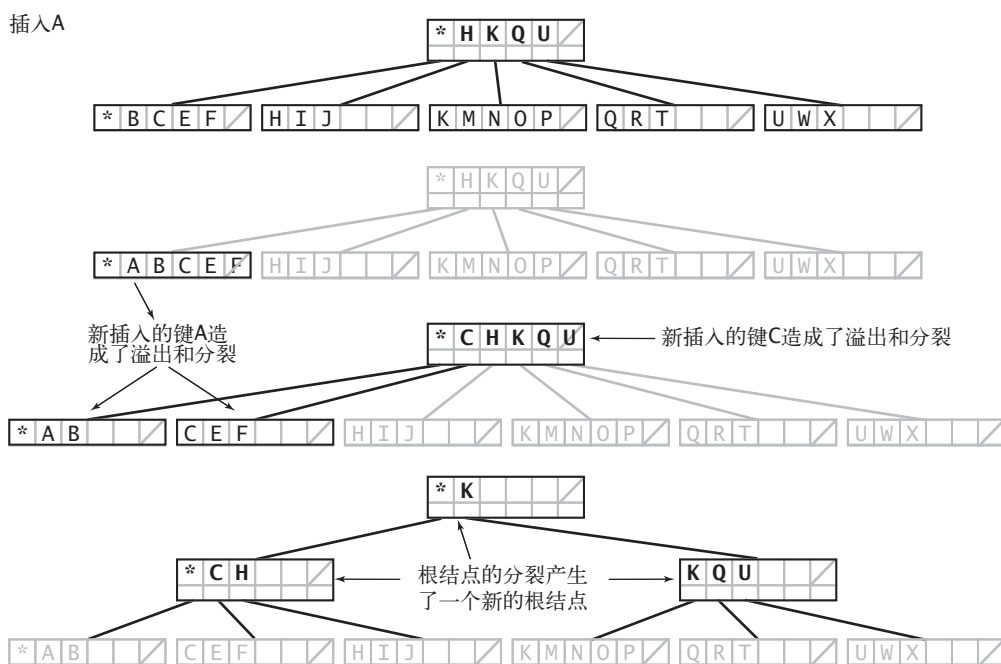 插入A
* H K Q U
* B C E F
H I J
K M N O P
Q R T
U W X
* H K Q U
* A B C E F
H I J
K M N O P
Q R T
U W X
新插入的键A造
成了溢出和分裂
* C H K Q U
新插入的键C造成了溢出和分裂
* A B
C E F
H I J
K M N O P
Q R T
U W X
* K
* C H
根结点的分裂产生
了一个新的根结点
K Q U
* A B
C E F
H I J
K M N O P
Q R T
U W X